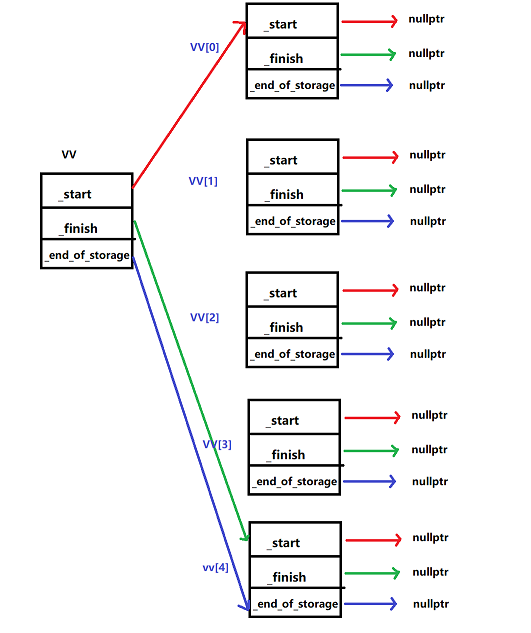 _start
nullptr
VV[0]
_finish
nullptr
_end_of_storage
nullptr
VV
_start
nullptr
VV[1]
_finish
nullptr
_end_of_storage
nullptr
_start
_finish
_end_of_storage
_start
nullptr
VV[2]
_finish
nullptr
_end_of_storage
nullptr
_start
nullptr
VV[3]
_finish
nullptr
_end_of_storage
nullptr
_start
nullptr
vv[4]
_finish
nullptr
_end_of_storage
nullptr